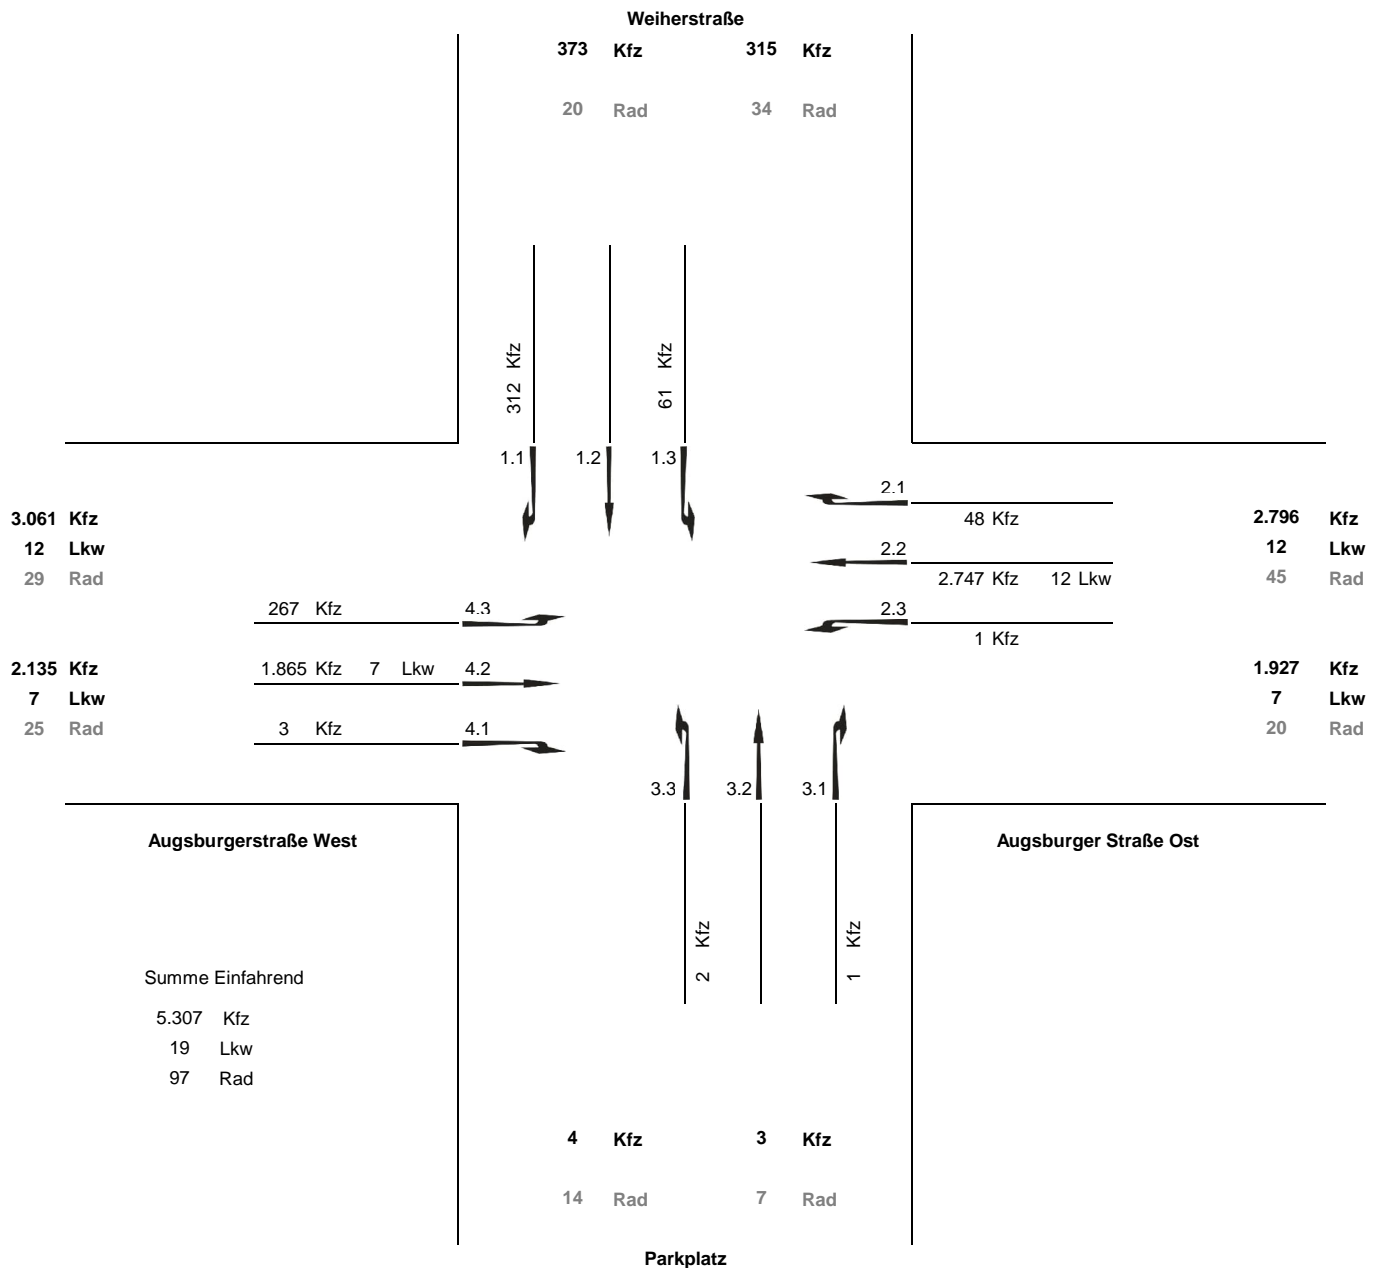 Weiherstraße
373 Kfz 315 Kfz
20 Rad 34 Rad
312 Kfz
61 Kfz
1.1 1.2 1.3
2.1
48 Kfz
2.2
2.747 Kfz 12 Lkw
2.3
1 Kfz
3.061 Kfz
12 Lkw
29 Rad
2.796 Kfz
12 Lkw
45 Rad
267 Kfz 4.3
1.865 Kfz 7 Lkw 4.2
3 Kfz 4.1
2.135 Kfz
7 Lkw
25 Rad
1.927 Kfz
7 Lkw
20 Rad
3.3 3.2 3.1
2 Kfz
1 Kfz
Augsburgerstraße West
Augsburger Straße Ost
Summe Einfahrend
5.307 Kfz
19 Lkw
97 Rad
4 Kfz 3 Kfz
14 Rad 7 Rad
Parkplatz